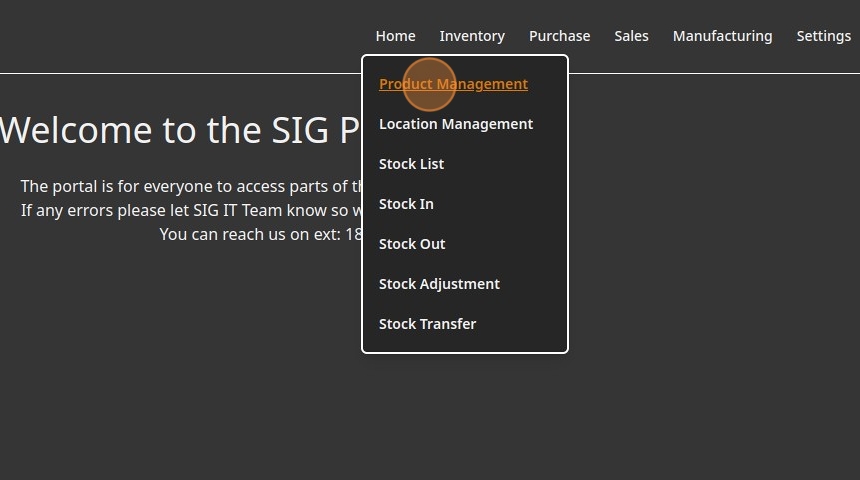 Home Inventory Purchase Sales Manufacturing Settings
Product Management
Location Management
Stock List
Stock In
Stock Out
Stock Adjustment
Stock Transfer
Welcome to the SIG P
The portal is for everyone to access parts of th
If any errors please let SIG IT Team know so w
You can reach us on ext: 18